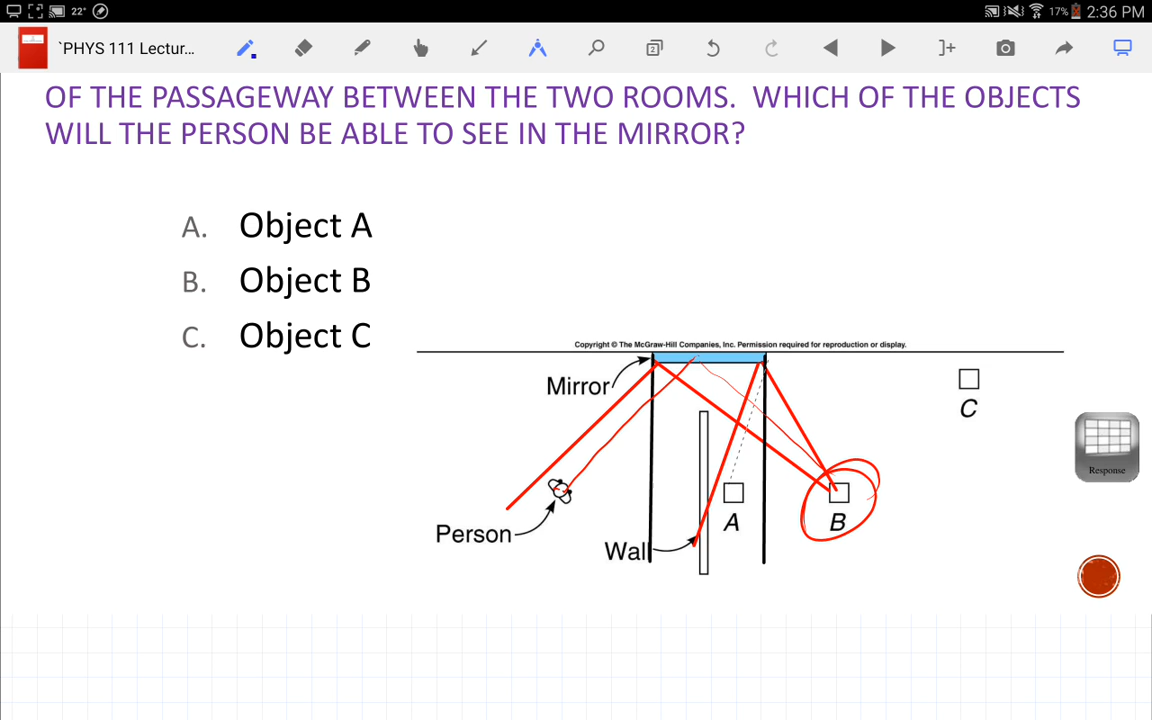 22°
17%
2:36 PM
`PHYS 111 Lectur...
2
]+
OF THE PASSAGEWAY BETWEEN THE TWO ROOMS. WHICH OF THE OBJECTS
WILL THE PERSON BE ABLE TO SEE IN THE MIRROR?
A. Object A
B. Object B
C. Object C
Copyright © The McGraw-Hill Companies, Inc. Permission required for reproduction or display.
Mirror
C
Response
A
B
Person
Wall